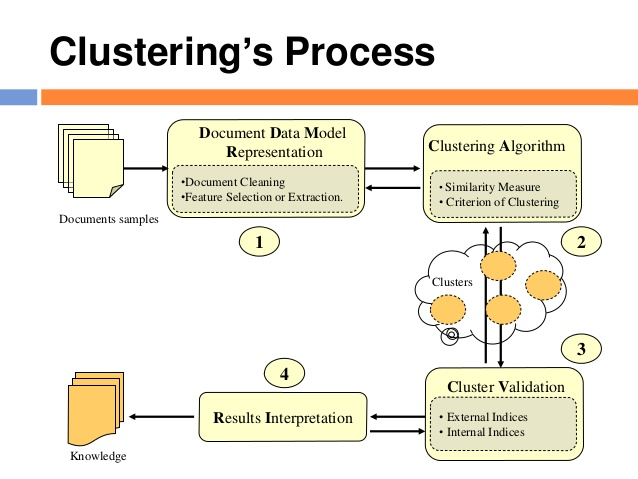 Clustering's Process
Document Data Model
Representation
•Document Cleaning
•Feature Selection or Extraction.
Documents samples
1
Clustering Algorithm
• Similarity Measure
• Criterion of Clustering
2
Clusters
3
Cluster Validation
• External Indices
• Internal Indices
4
Results Interpretation
Knowledge